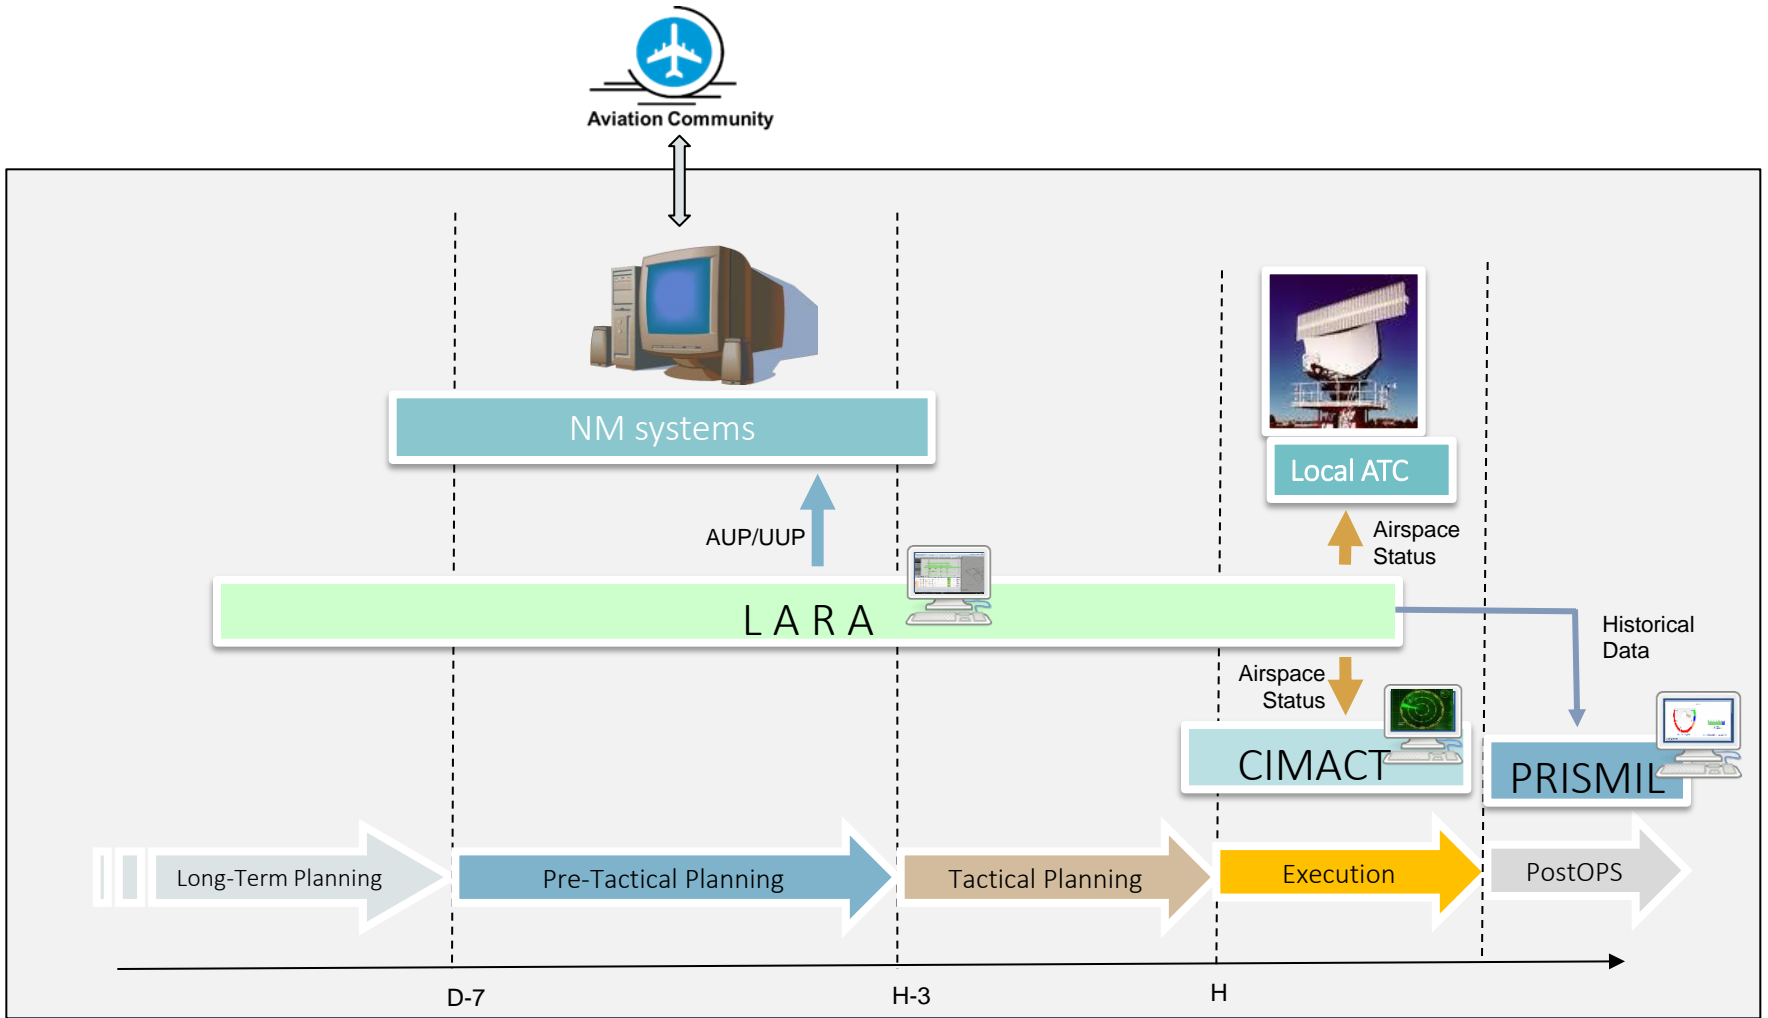 Aviation Community
NM systems
Local ATC
AUP/UUP
Airspace
Status
L A R A
Historical
Data
Airspace
Status
CIMACT
PRISMIL
Long-Term Planning
Pre-Tactical Planning
Tactical Planning
Execution
PostOPS
D-7
H-3
H